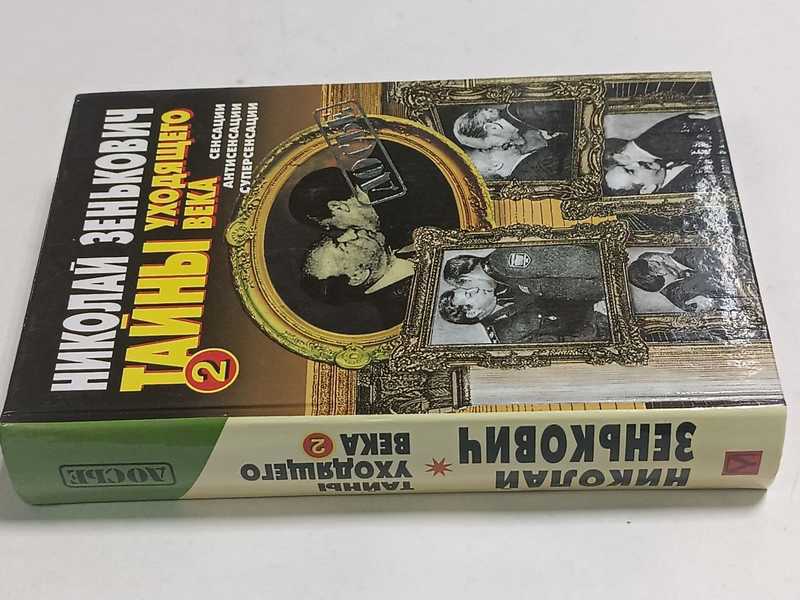 НИКОЛАЙ ЗЕНЬКОВИЧ
ТАЙНЫ
УХОДЯЩЕГО
ВЕКА
2
СЕНСАЦИИ
АНТИСЕНСАЦИИ
СУПЕРСЕНСАЦИИ
ДОСЬЕ
НИКОЛАЙ
ЗЕНЬКОВИЧ
ТАЙНЫ
УХОДЯЩЕГО
ВЕКА 2
ДОСЬЕ